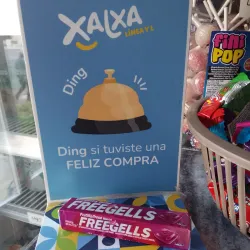 XALXA
Ding
Ding si tuviste una
FELIZ COMPRA
fini
POP
FREEGELLS
FREEGELLS